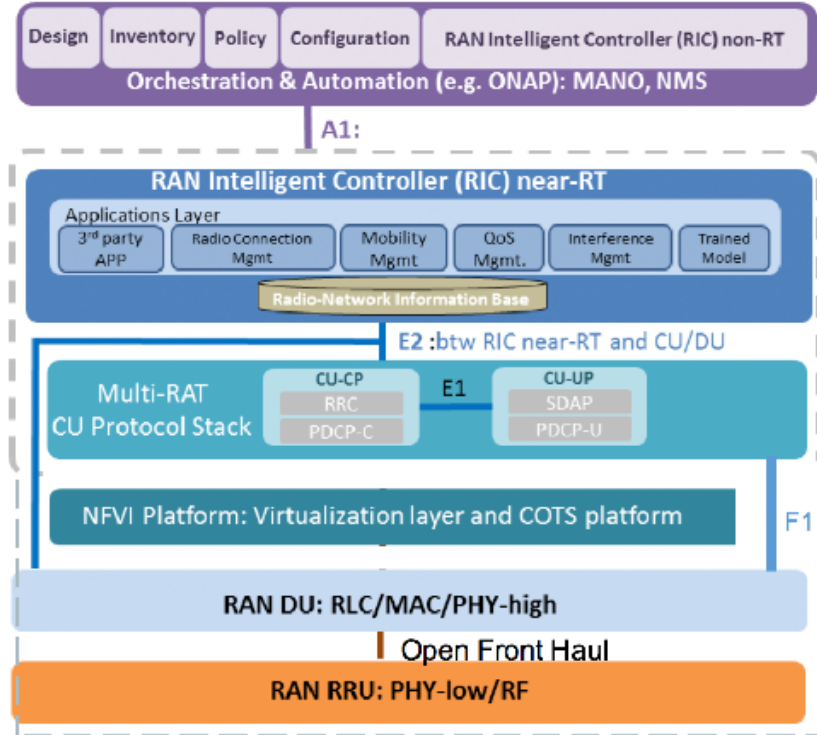 Design
Inventory
Policy
Configuration
RAN Intelligent Controller (RIC) non-RT
Orchestration & Automation (e.g. ONAP): MANO, NMS
A1:
RAN Intelligent Controller (RIC) near-RT
Applications Layer
3rd party
APP
Radio Connection
Mgmt
Mobility
Mgmt
QoS
Mgmt.
Interference
Mgmt
Trained
Model
Radio-Network Information Base
E2 :btw RIC near-RT and CU/DU
Multi-RAT
CU Protocol Stack
CU-CP
RRC
PDCP-C
E1
CU-UP
SDAP
PDCP-U
NFVI Platform: Virtualization layer and COTS platform
F1
RAN DU: RLC/MAC/PHY-high
Open Front Haul
RAN RRU: PHY-low/RF